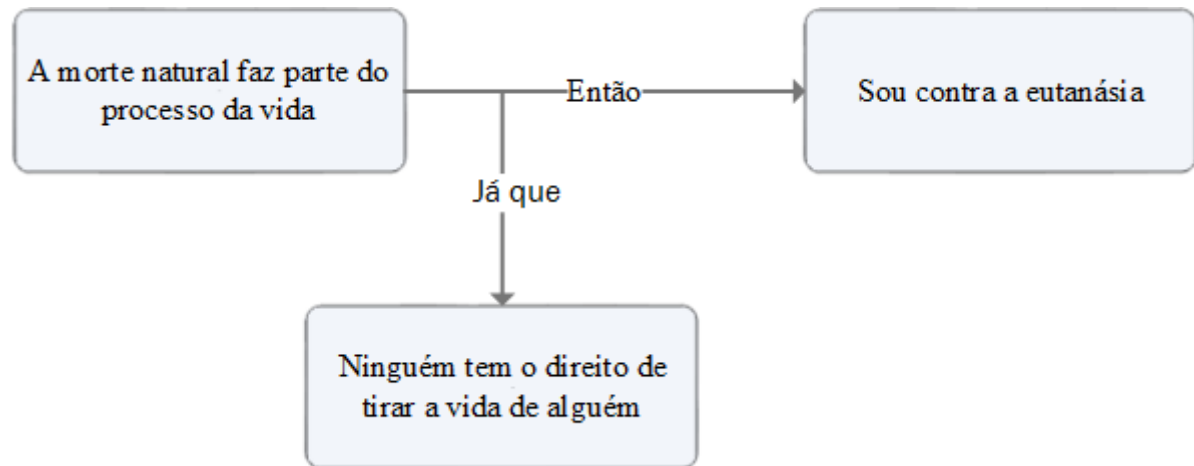 A morte natural faz parte do
processo da vida
Então
Sou contra a eutanásia
Já que
Ninguém tem o direito de
tirar a vida de alguém